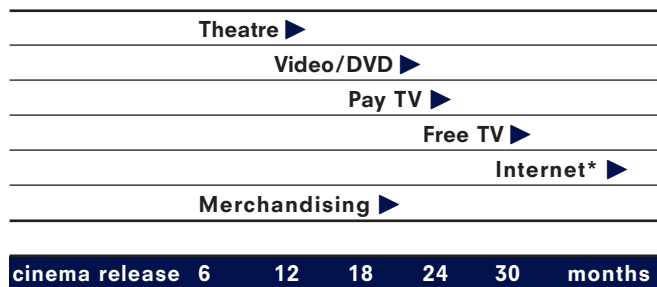 Theatre
Video/DVD
Pay TV
Free TV
Internet*
Merchandising
cinema release 6 12 18 24 30 months